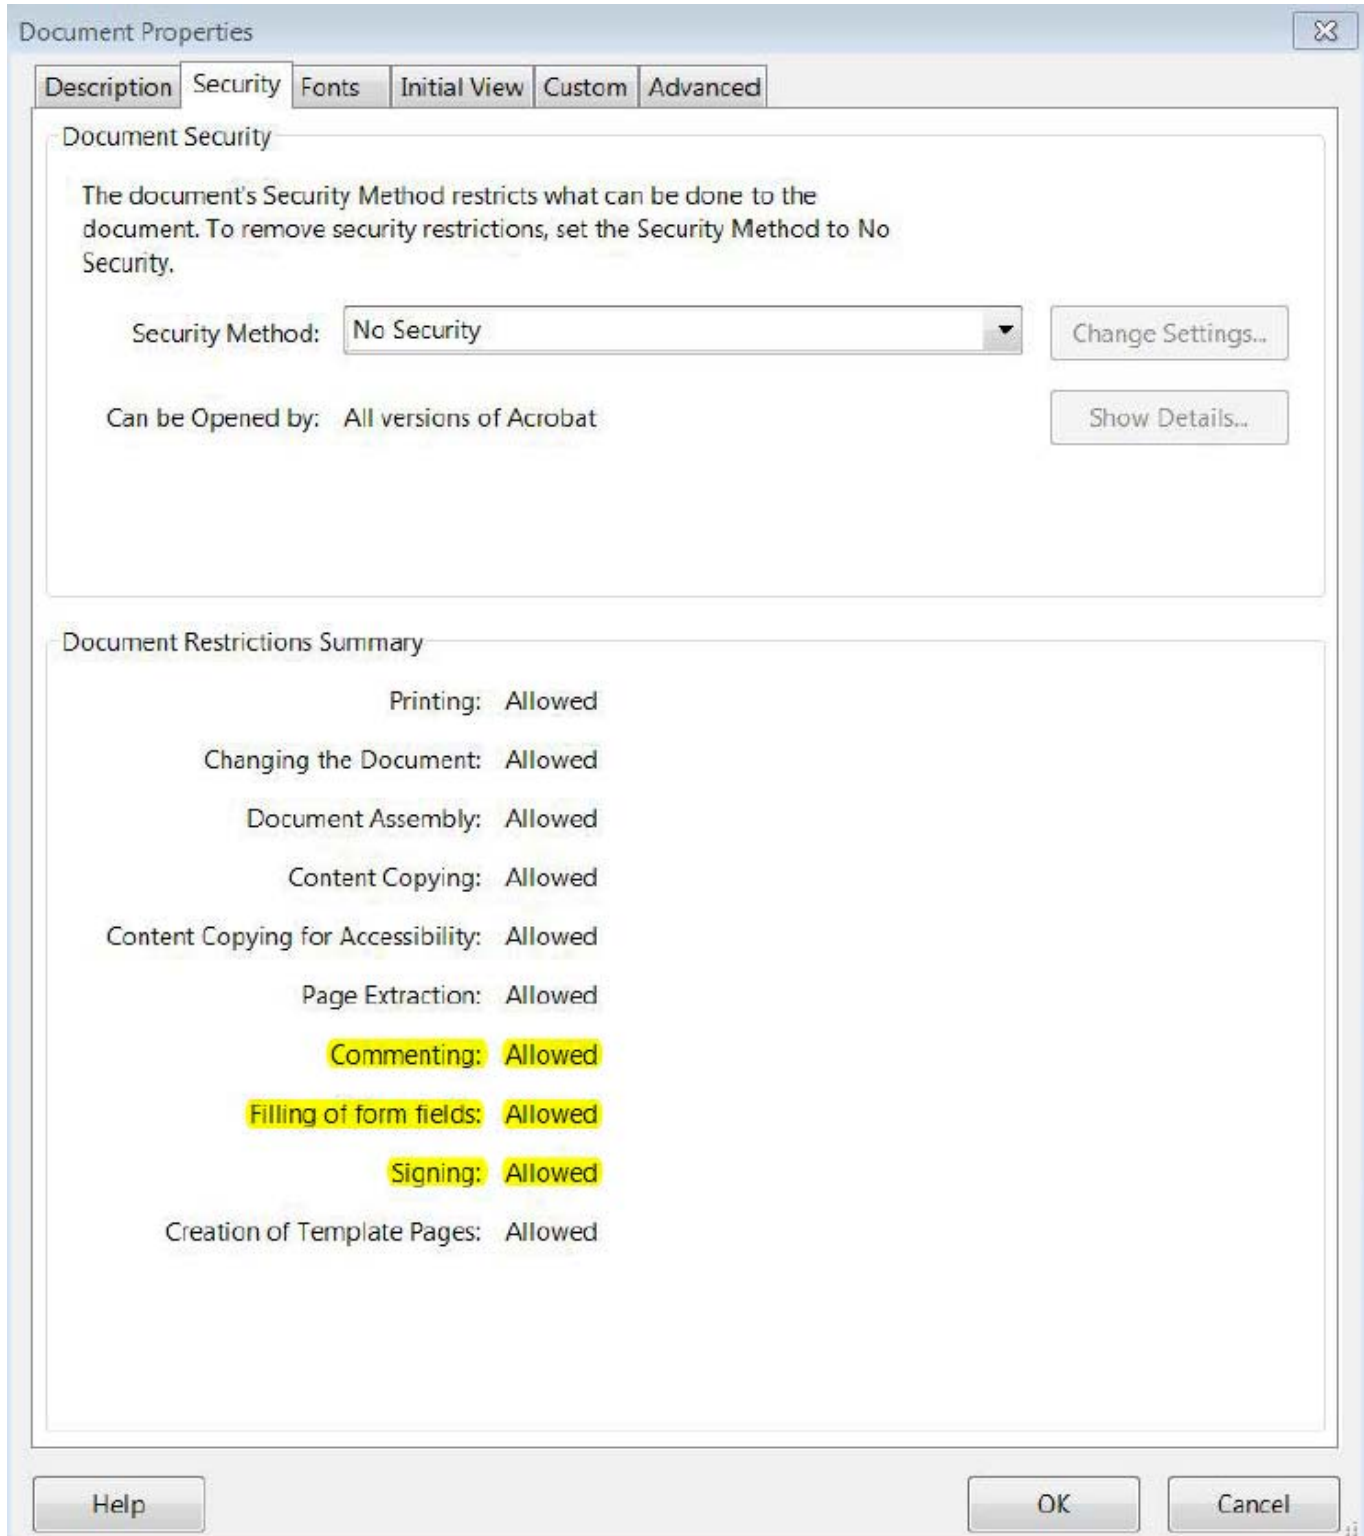 Document Properties
Description Security Fonts Initial View Custom Advanced
Document Security
The document's Security Method restricts what can be done to the
document. To remove security restrictions, set the Security Method to No
Security.
Security Method: No Security Change Settings...
Can be Opened by: All versions of Acrobat Show Details...
Document Restrictions Summary
Printing: Allowed
Changing the Document: Allowed
Document Assembly: Allowed
Content Copying: Allowed
Content Copying for Accessibility: Allowed
Page Extraction: Allowed
Commenting: Allowed
Filling of form fields: Allowed
Signing: Allowed
Creation of Template Pages: Allowed
Help OK Cancel